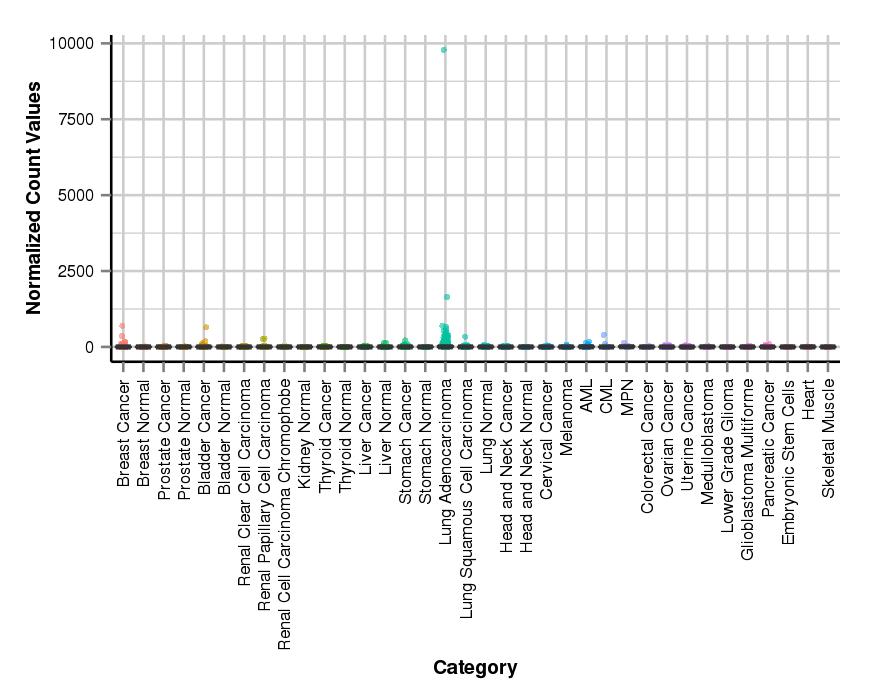 Normalized Count Values
10000
7500
5000
2500
0
Breast Cancer
Breast Normal
Prostate Cancer
Prostate Normal
Bladder Cancer
Bladder Normal
Renal Clear Cell Carcinoma
Renal Papillary Cell Carcinoma
Renal Cell Carcinoma Chromophobe
Kidney Normal
Thyroid Cancer
Thyroid Normal
Liver Cancer
Liver Normal
Stomach Cancer
Stomach Normal
Lung Adenocarcinoma
Lung Squamous Cell Carcinoma
Lung Normal
Head and Neck Cancer
Head and Neck Normal
Cervical Cancer
Melanoma
AML
CML
MPN
Colorectal Cancer
Ovarian Cancer
Uterine Cancer
Medulloblastoma
Lower Grade Glioma
Glioblastoma Multiforme
Pancreatic Cancer
Embryonic Stem Cells
Heart
Skeletal Muscle
Category